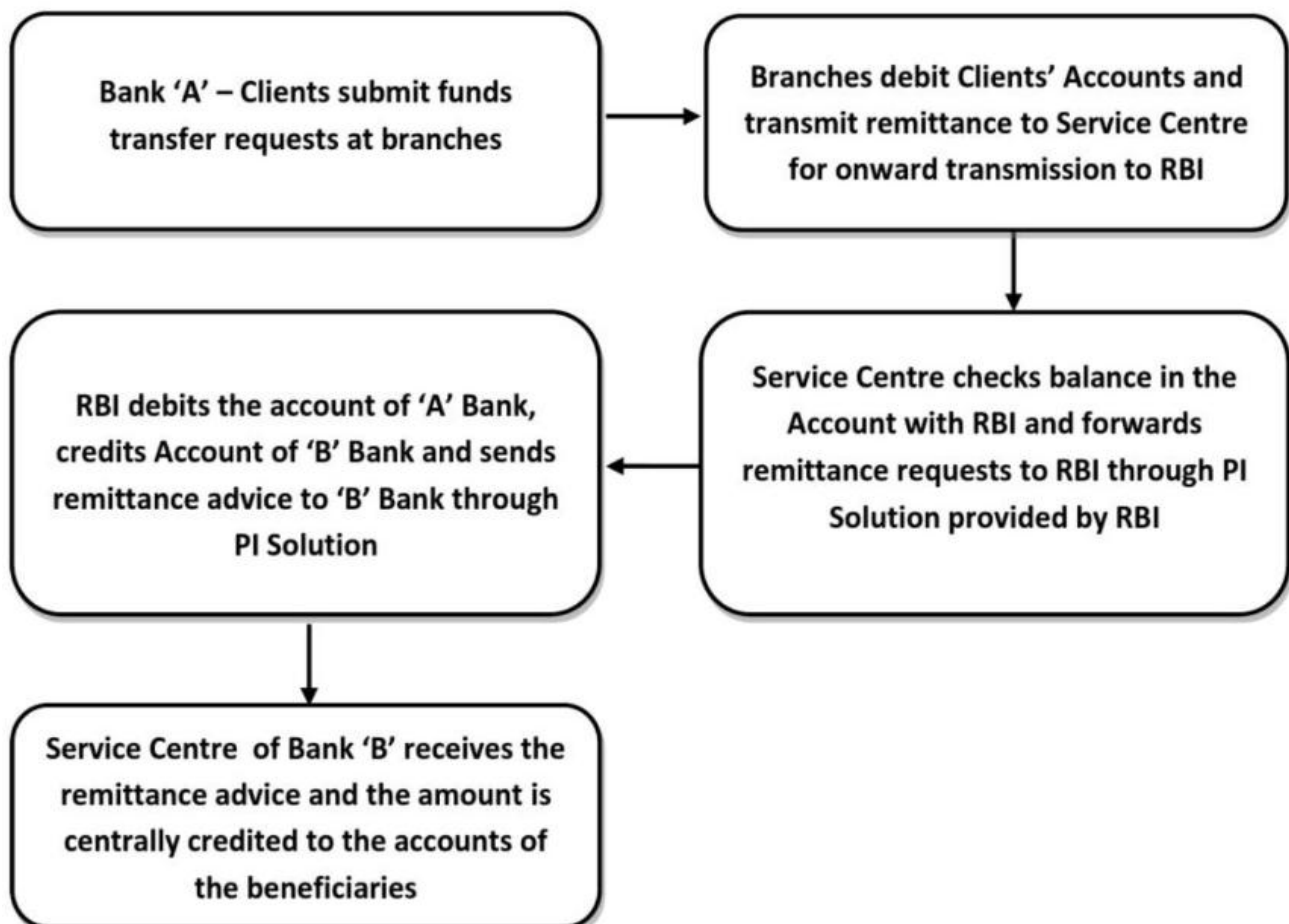 Bank ‘A’ – Clients submit funds
transfer requests at branches
Branches debit Clients’ Accounts and
transmit remittance to Service Centre
for onward transmission to RBI
Service Centre checks balance in the
Account with RBI and forwards
remittance requests to RBI through PI
Solution provided by RBI
RBI debits the account of ‘A’ Bank,
credits Account of ‘B’ Bank and sends
remittance advice to ‘B’ Bank through
PI Solution
Service Centre of Bank ‘B’ receives the
remittance advice and the amount is
centrally credited to the accounts of
the beneficiaries